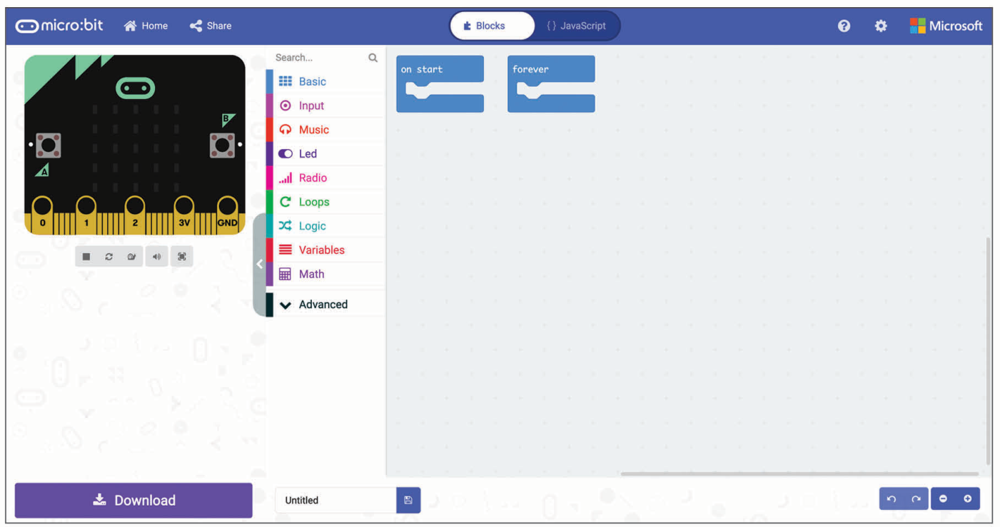 micro:bit Home Share Blocks { } JavaScript ? Microsoft
Search...
on start forever
Basic
Input
B
Music
Led
A
Radio
Loops
0 1 2 3V GND
Logic
Variables
Math
Advanced
Download Untitled